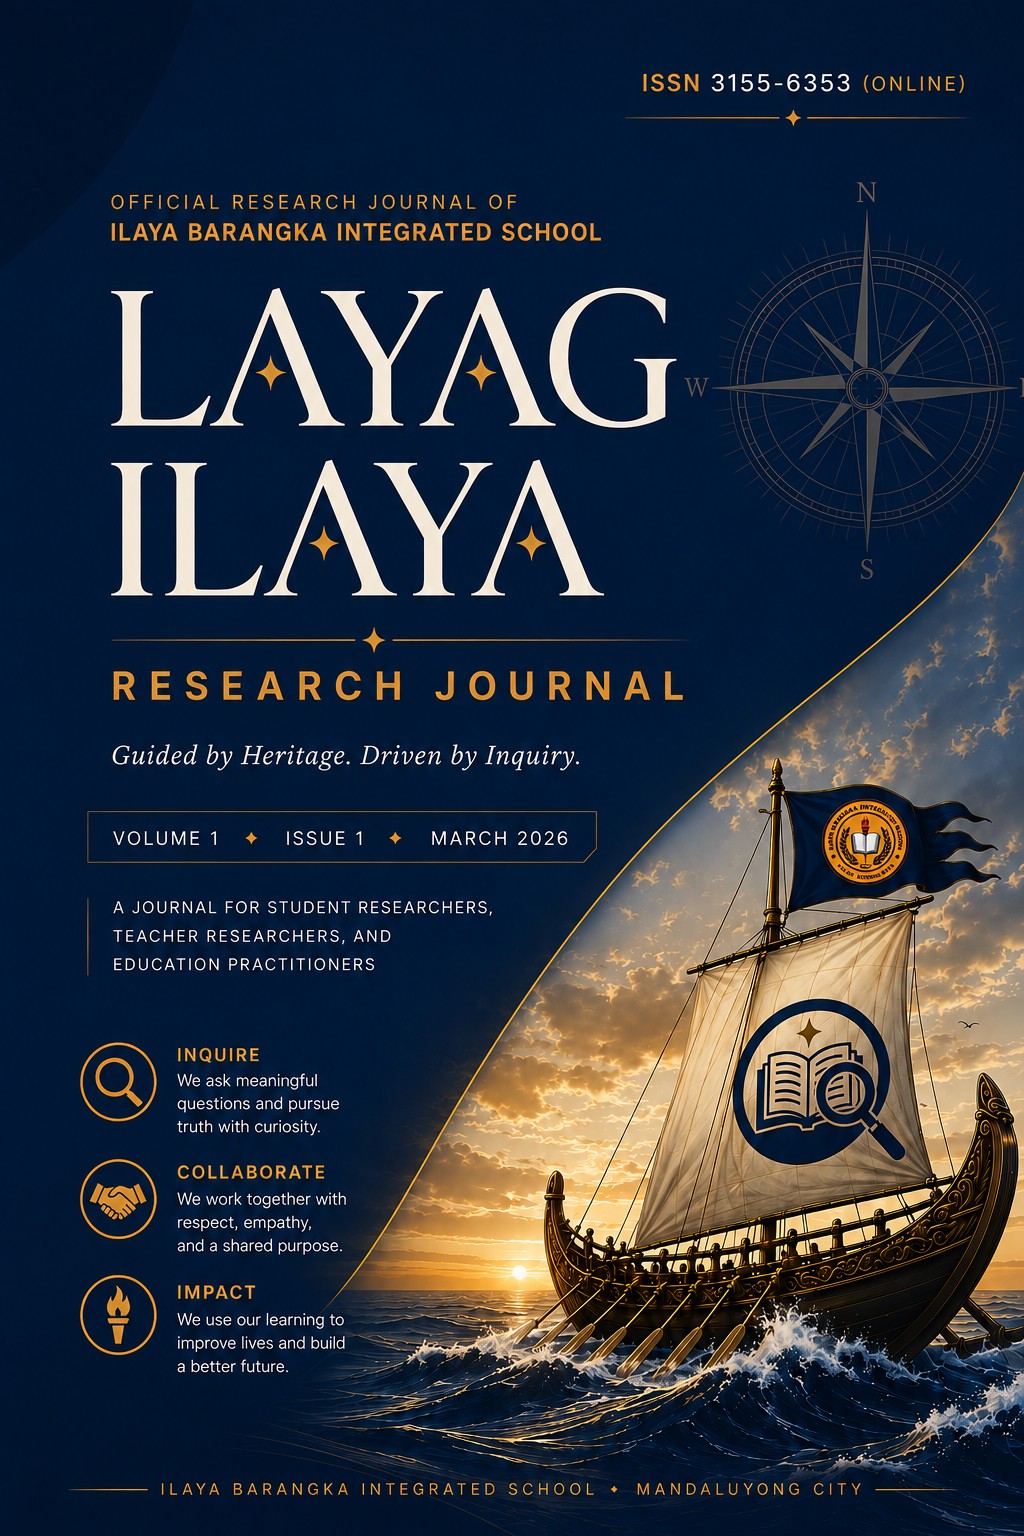 ISSN 3155-6353 (ONLINE)
OFFICIAL RESEARCH JOURNAL OF
ILAYA BARANGKA INTEGRATED SCHOOL
N
LAYAG
W
ILAYA
S
RESEARCH JOURNAL
Guided by Heritage. Driven by Inquiry.
VOLUME 1 ✦ ISSUE 1 ✦ MARCH 2026
A JOURNAL FOR STUDENT RESEARCHERS,
TEACHER RESEARCHERS, AND
EDUCATION PRACTITIONERS
INQUIRE
We ask meaningful
questions and pursue
truth with curiosity.
COLLABORATE
We work together with
respect, empathy,
and a shared purpose.
IMPACT
We use our learning to
improve lives and build
a better future.
ILAYA BARANGKA INTEGRATED SCHOOL ✦ MANDALUYONG CITY